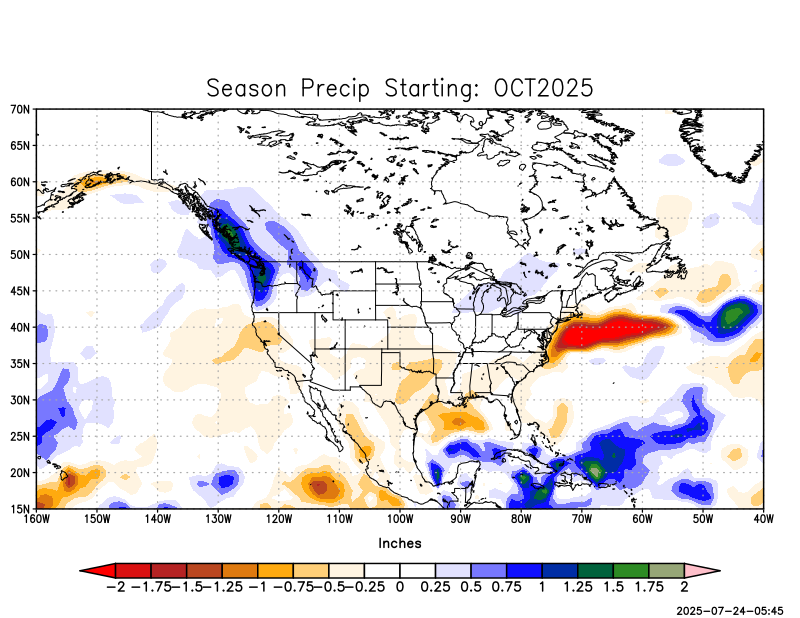 Season Precip Starting: OCT2025
70N
65N
60N
55N
50N
45N
40N
35N
30N
25N
20N
15N
160W 150W 140W 130W 120W 110W 100W 90W 80W 70W 60W 50W 40W
Inches
-2 -1.75 -1.5 -1.25 -1 -0.75 -0.5 -0.25 0 0.25 0.5 0.75 1 1.25 1.5 1.75 2
2025-07-24-05:45